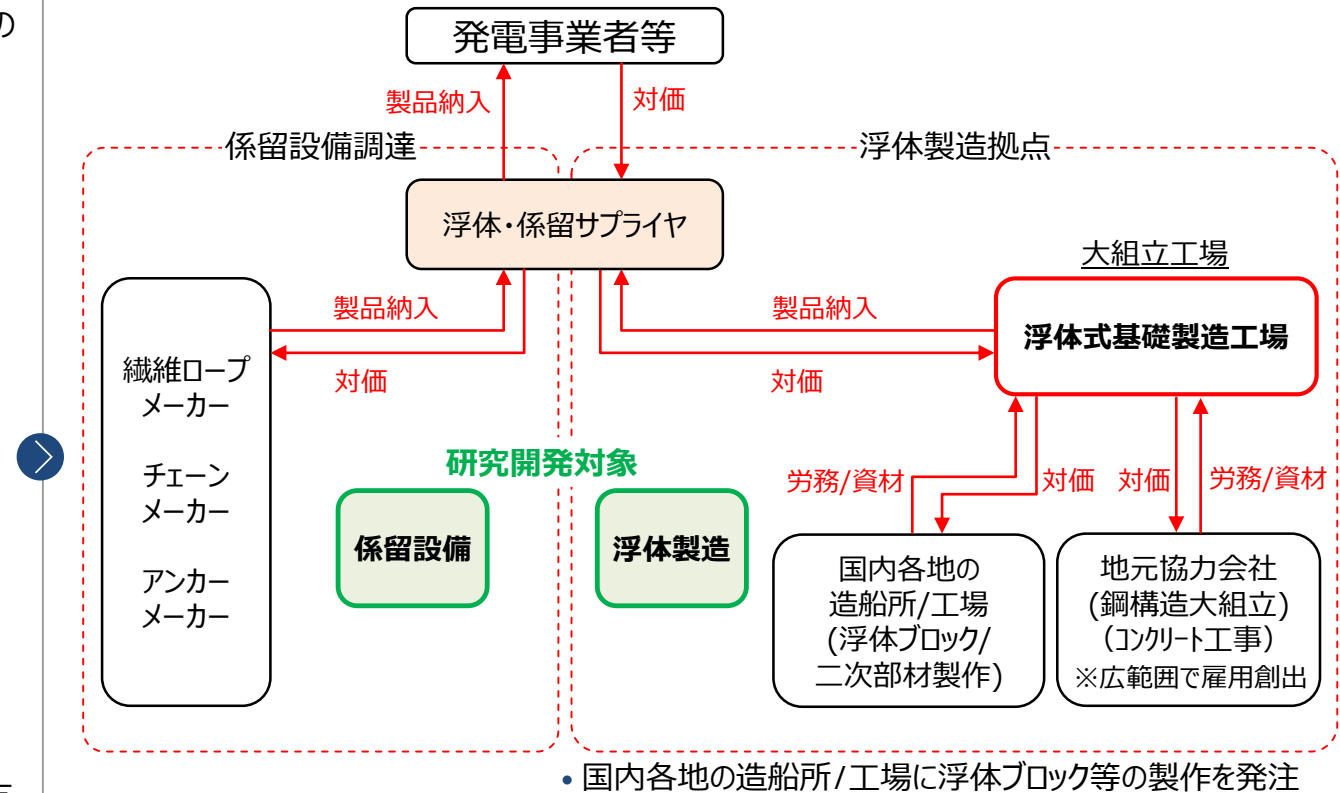 の
発電事業者等
製品納入
対価
係留設備調達
浮体製造拠点
浮体・係留サプライヤ
大組立工場
浮体式基礎製造工場
製品納入
対価
製品納入
対価
繊維ロープ
メーカー
チェーン
メーカー
アンカー
メーカー
研究開発対象
係留設備
浮体製造
労務/資材
対価
対価
労務/資材
国内各地の
造船所/工場
(浮体ブロック/
二次部材製作)
地元協力会社
(鋼構造大組立)
（コンクリート工事）
※広範囲で雇用創出
• 国内各地の造船所/工場に浮体ブロック等の製作を発注